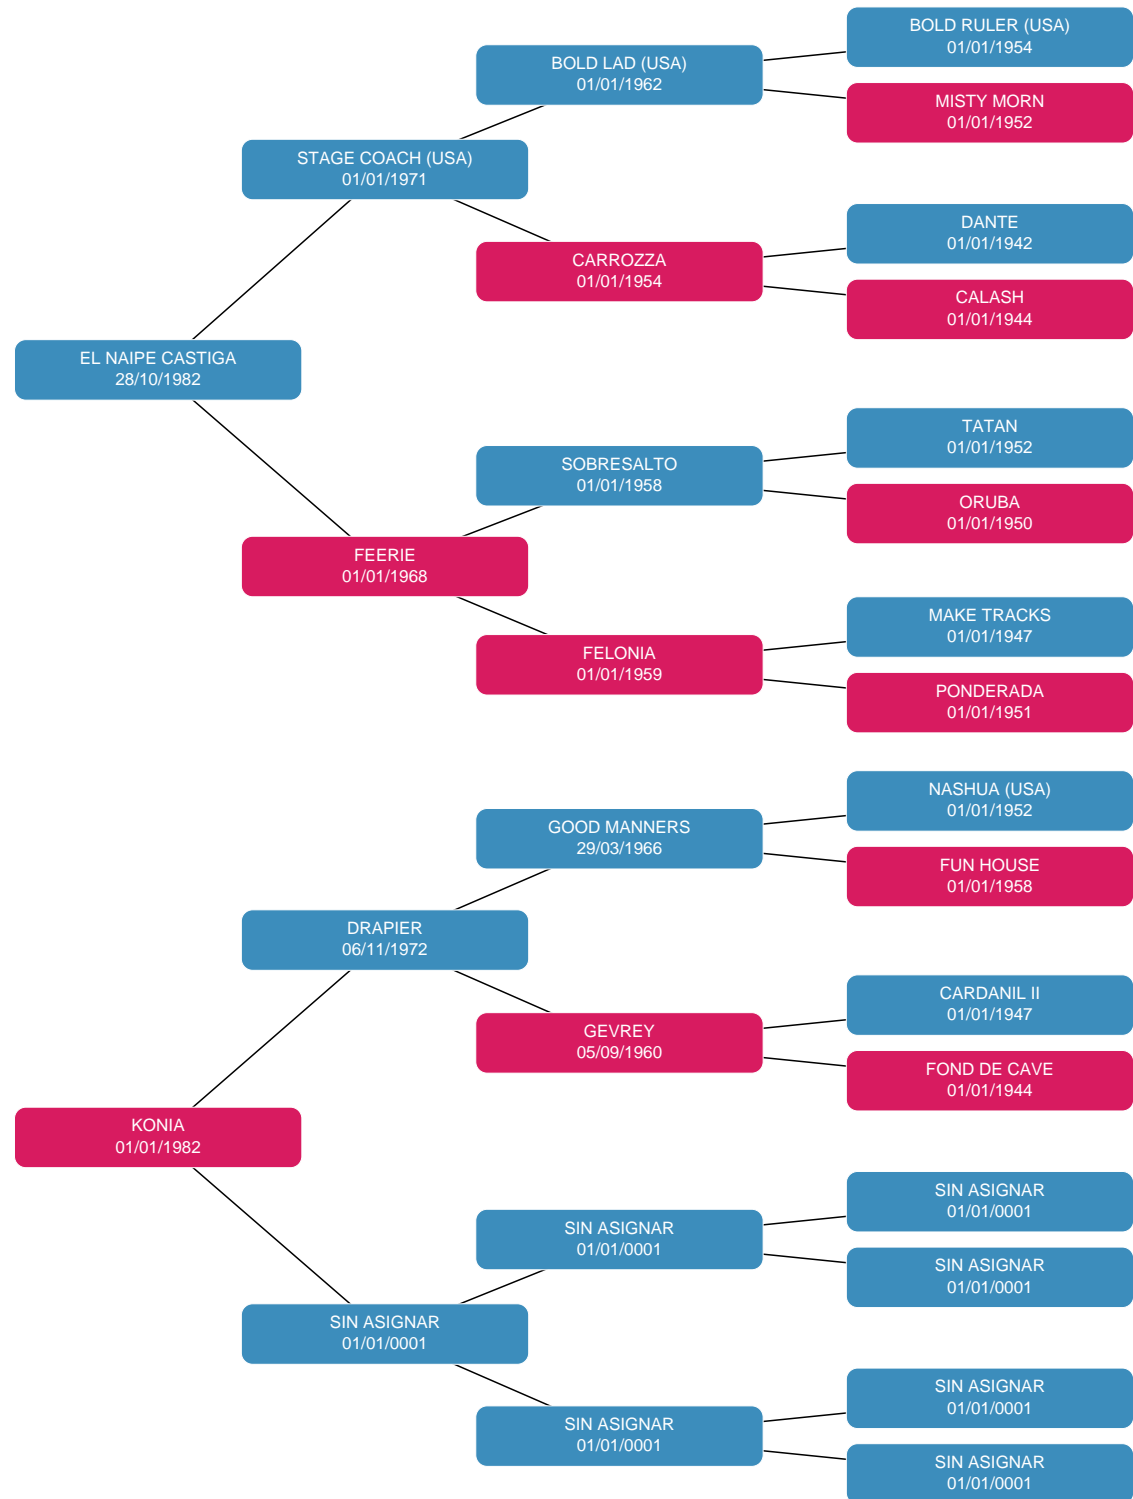 BOLD RULER (USA)
01/01/1954
BOLD LAD (USA)
01/01/1962
MISTY MORN
01/01/1952
STAGE COACH (USA)
01/01/1971
DANTE
01/01/1942
CARROZZA
01/01/1954
CALASH
01/01/1944
EL NAIPE CASTIGA
28/10/1982
TATAN
01/01/1952
SOBRESALTO
01/01/1958
ORUBA
01/01/1950
FEERIE
01/01/1968
MAKE TRACKS
01/01/1947
FELONIA
01/01/1959
PONDERADA
01/01/1951
NASHUA (USA)
01/01/1952
GOOD MANNERS
29/03/1966
FUN HOUSE
01/01/1958
DRAPIER
06/11/1972
CARDANIL II
01/01/1947
GEVREY
05/09/1960
FOND DE CAVE
01/01/1944
KONIA
01/01/1982
SIN ASIGNAR
01/01/0001
SIN ASIGNAR
01/01/0001
SIN ASIGNAR
01/01/0001
SIN ASIGNAR
01/01/0001
SIN ASIGNAR
01/01/0001
SIN ASIGNAR
01/01/0001
SIN ASIGNAR
01/01/0001